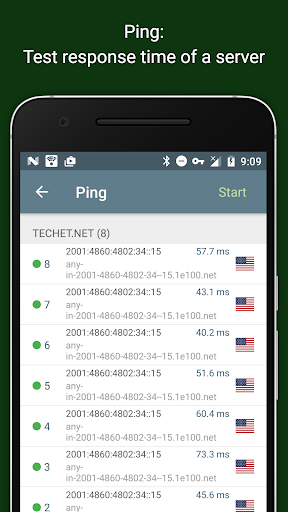 Ping:
Test response time of a server
9:09
Ping
Start
TECHET.NET (8)
8
2001:4860:4802:34::15
57.7 ms
any-
in-2001-4860-4802-34--15.1e100.net
7
2001:4860:4802:34::15
43.1 ms
any-
in-2001-4860-4802-34--15.1e100.net
6
2001:4860:4802:34::15
40.2 ms
any-
in-2001-4860-4802-34--15.1e100.net
5
2001:4860:4802:34::15
51.6 ms
any-
in-2001-4860-4802-34--15.1e100.net
4
2001:4860:4802:34::15
60.4 ms
any-
in-2001-4860-4802-34--15.1e100.net
3
2001:4860:4802:34::15
73.3 ms
any-
in-2001-4860-4802-34--15.1e100.net
2
2001:4860:4802:34::15
45.6 ms
any-